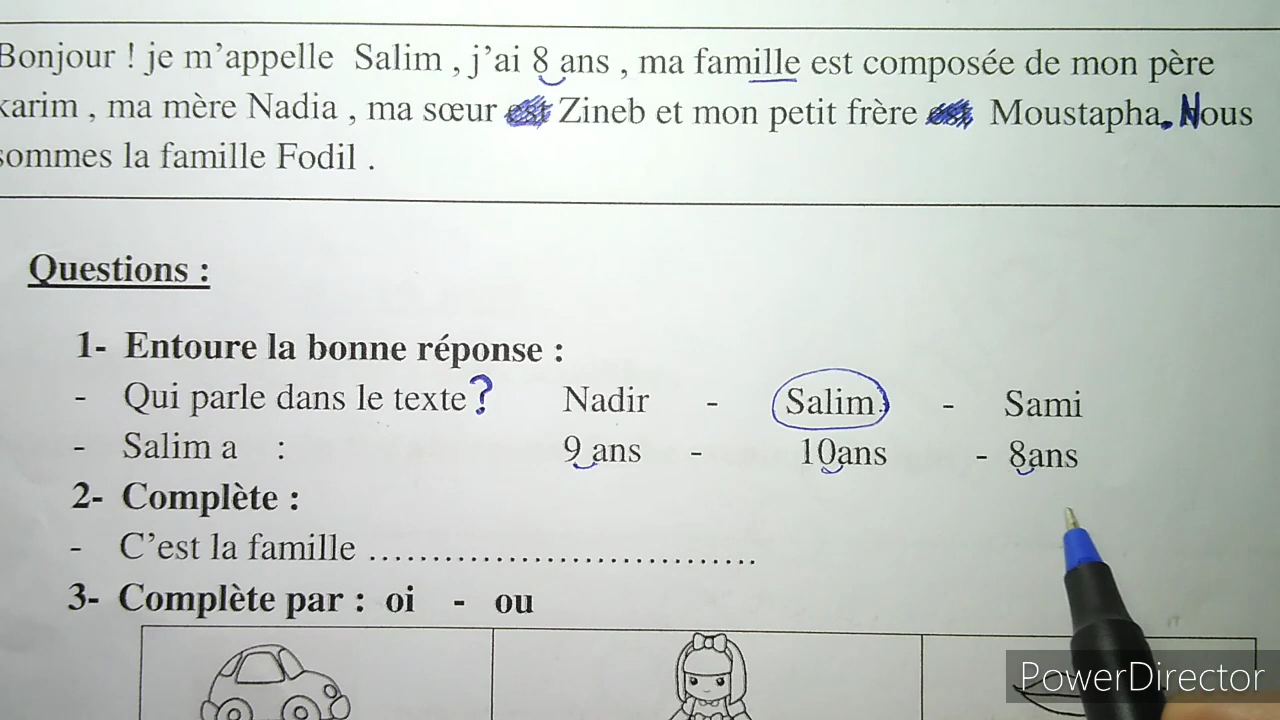 Bonjour ! je m'appelle Salim , j'ai 8 ans , ma famille est composée de mon père
karim , ma mère Nadia , ma sœur Zineb et mon petit frère Moustapha. Nous
sommes la famille Fodil .
Questions :
1- Entoure la bonne réponse :
- Qui parle dans le texte? Nadir - Salim - Sami
- Salim a : 9 ans - 10ans - 8ans
2- Complète :
- C'est la famille ...............................
3- Complète par : oi - ou
PowerDirector